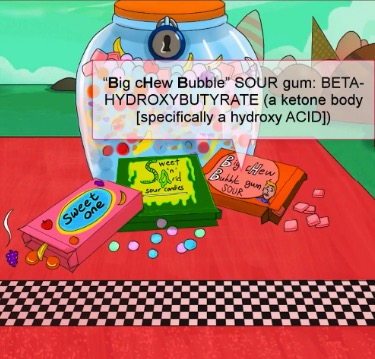 "Big cHew Bubble" SOUR gum: BETA-
HYDROXYBUTYRATE (a ketone body
[specifically a hydroxy ACID])
Sweet
'n'
Acid
sour candies
Big cHew
Bubble gum
SOUR
Sweet
one